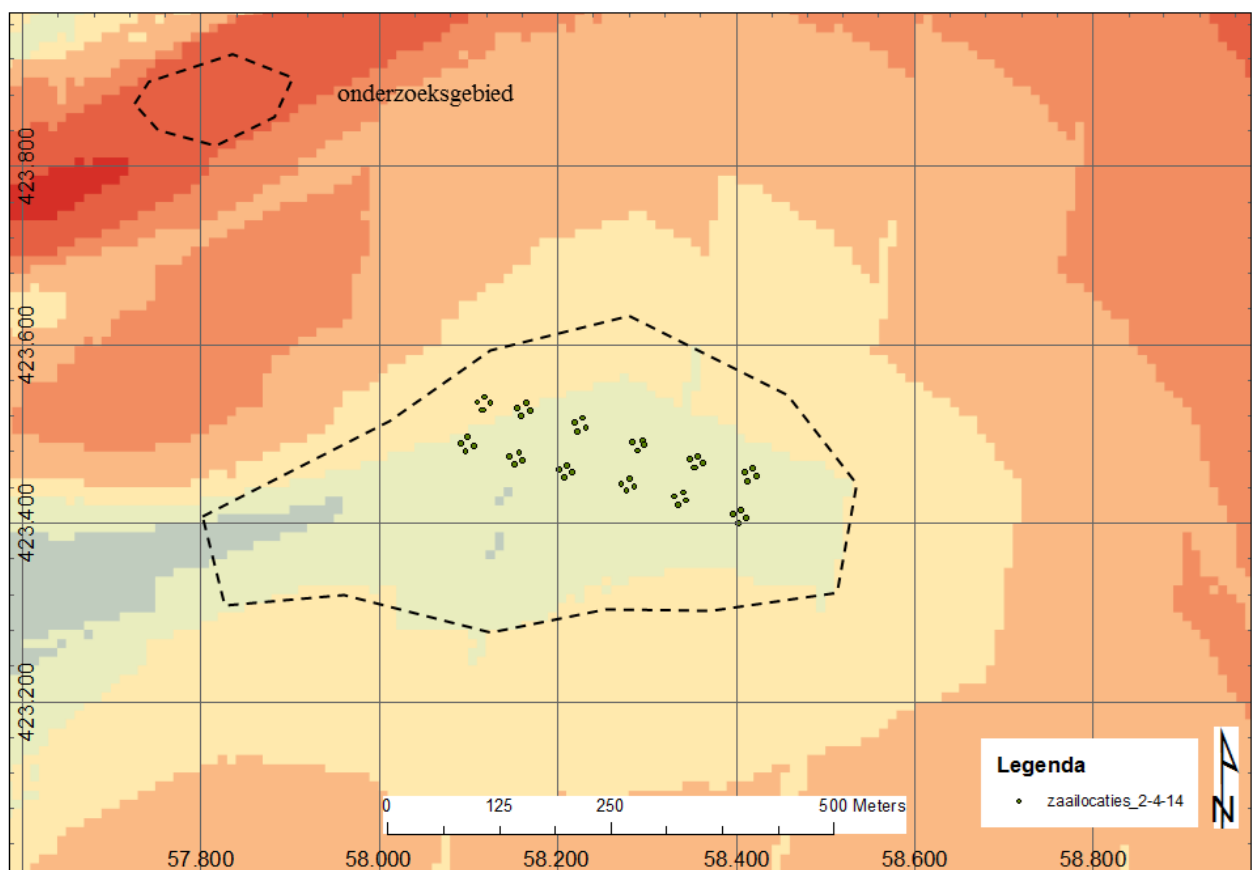 onderzoeksgebied
423.800
423.600
423.400
423.200
Legenda
zaailocaties_2-4-14
N
0 125 250 500 Meters
57.800 58.000 58.200 58.400 58.600 58.800